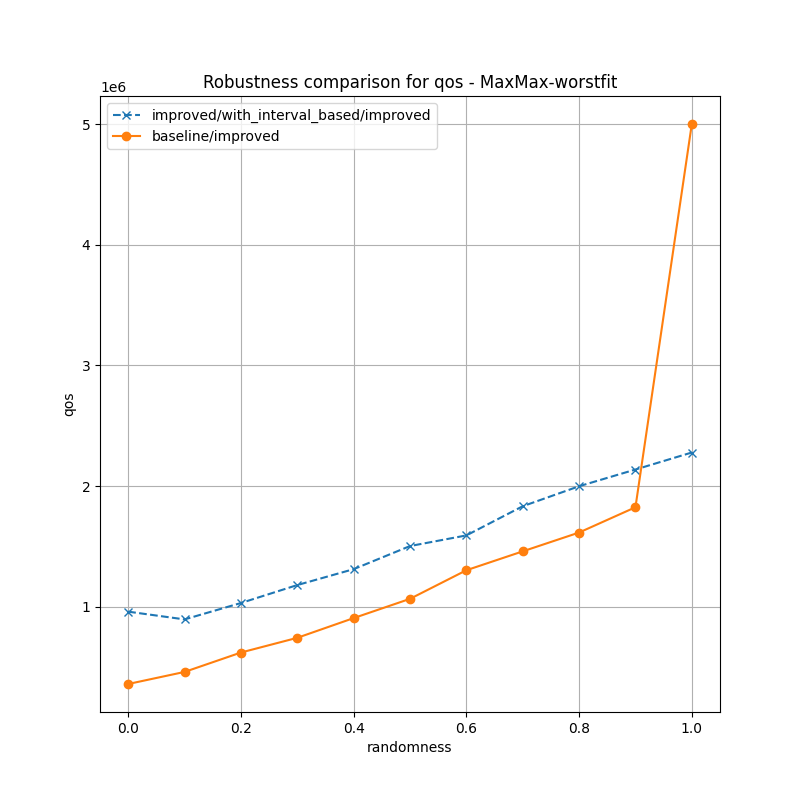 Robustness comparison for qos - MaxMax-worstfit
1e6
improved/with_interval_based/improved
baseline/improved
5
4
3
2
1
qos
0.0 0.2 0.4 0.6 0.8 1.0
randomness